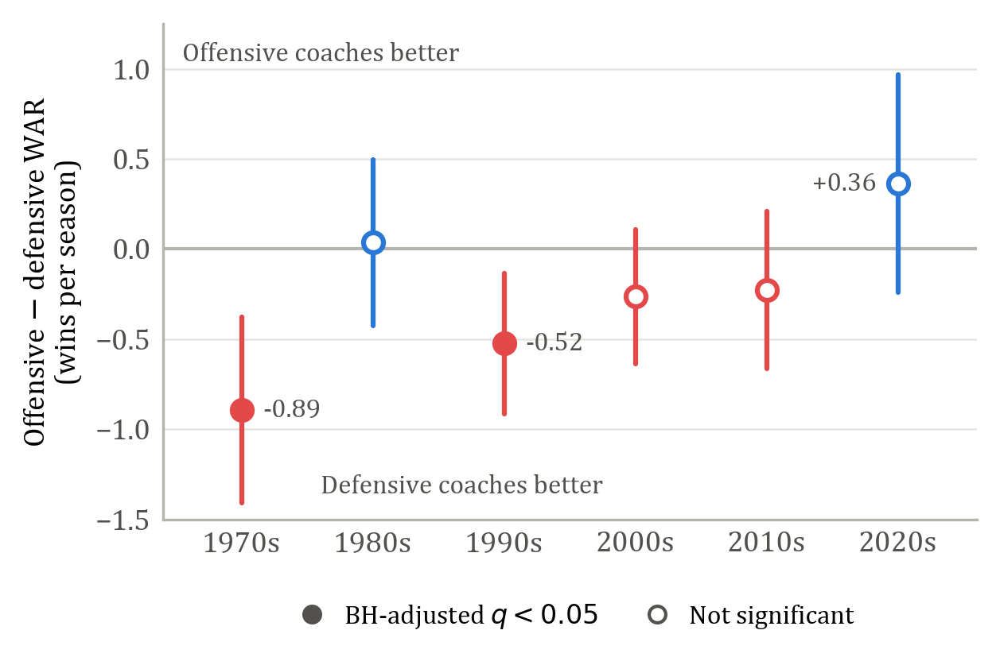 Offensive coaches better
1.0
0.5
0.0
−0.5
−1.0
−1.5
Offensive − defensive WAR
(wins per season)
+0.36
-0.52
-0.89
Defensive coaches better
1970s 1980s 1990s 2000s 2010s 2020s
BH-adjusted q < 0.05 Not significant